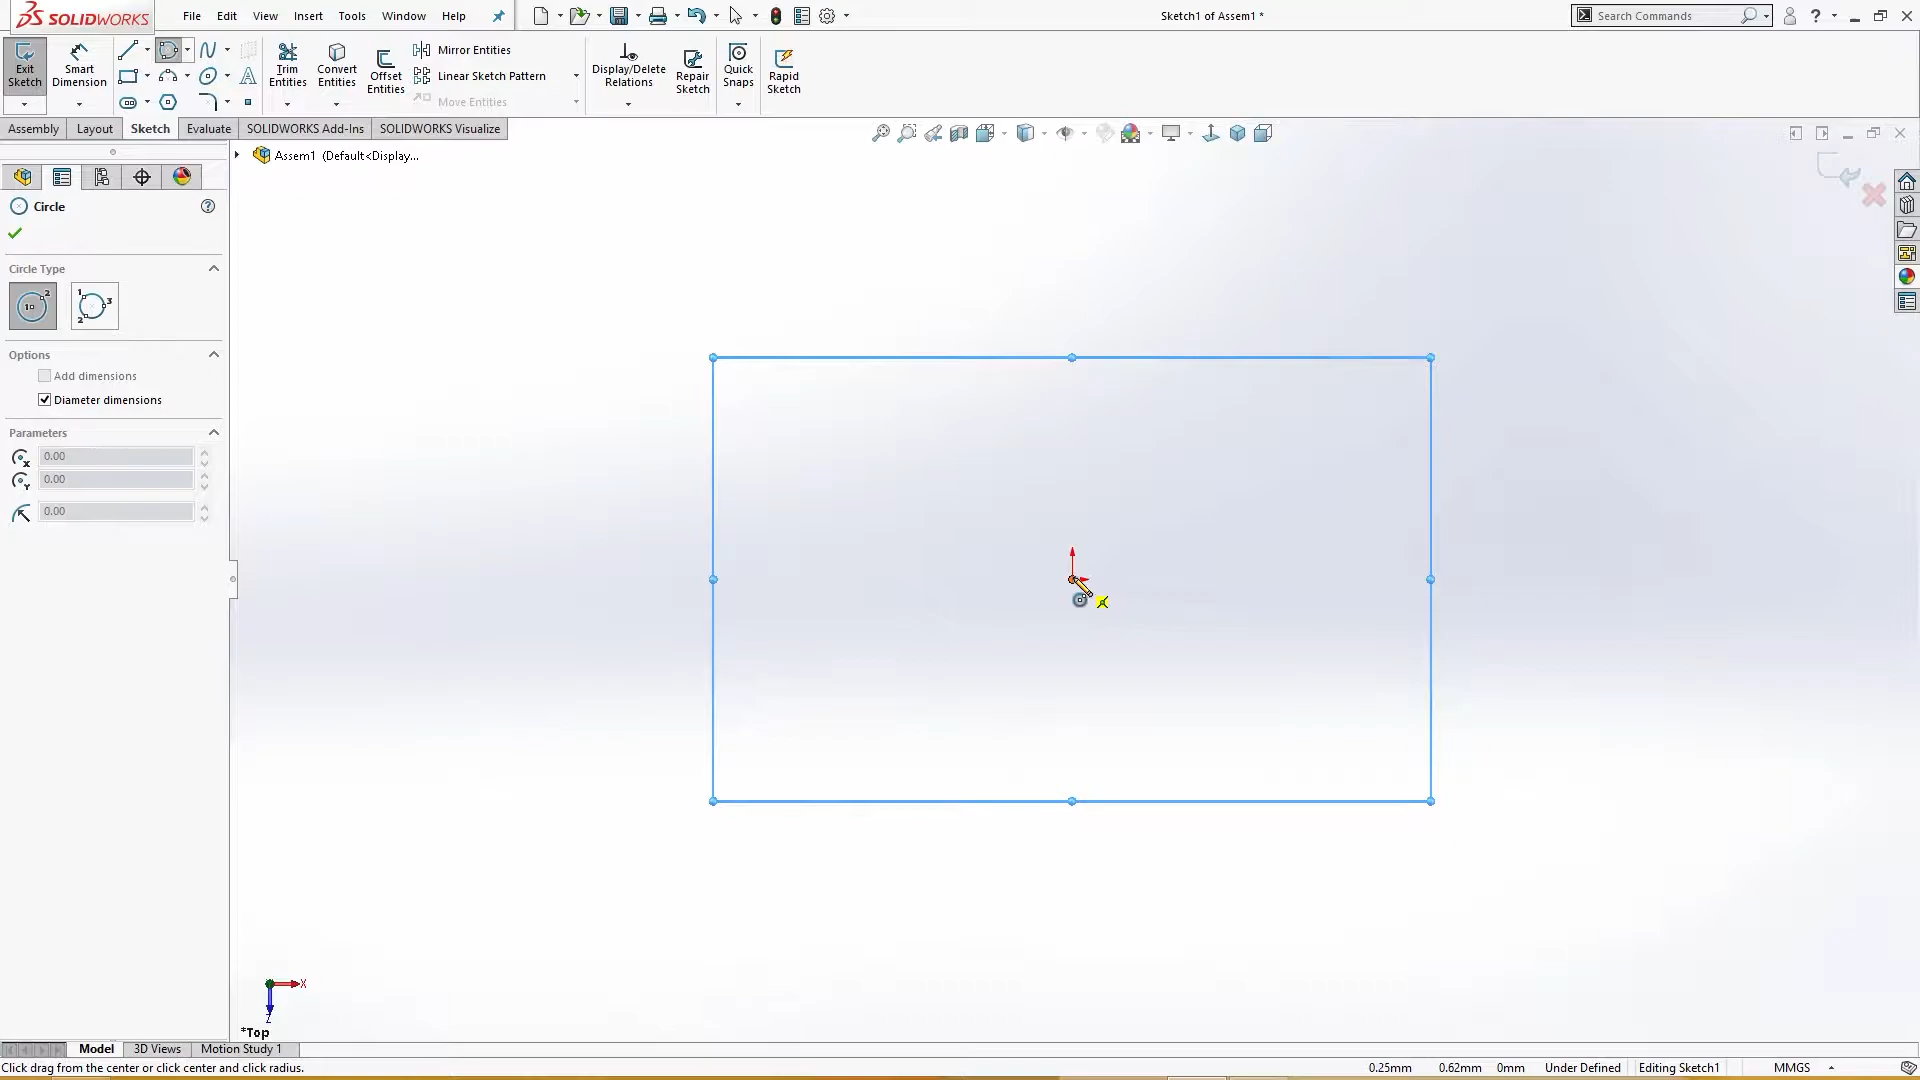 SOLIDWORKS
File Edit View Insert Tools Window Help
Sketch1 of Assem1 *
Search Commands
Exit Sketch
Smart Dimension
Trim Entities
Convert Entities
Offset Entities
Mirror Entities
Linear Sketch Pattern
Move Entities
Display/Delete Relations
Repair Sketch
Quick Snaps
Rapid Sketch
Assembly Layout Sketch Evaluate SOLIDWORKS Add-Ins SOLIDWORKS Visualize
Assem1 (Default<Display...
Circle
Circle Type
Options
Add dimensions
Diameter dimensions
Parameters
0.00
0.00
0.00
X
Z
*Top
Model 3D Views Motion Study 1
Click drag from the center or click center and click radius.
0.25mm 0.62mm 0mm Under Defined Editing Sketch1 MMGS